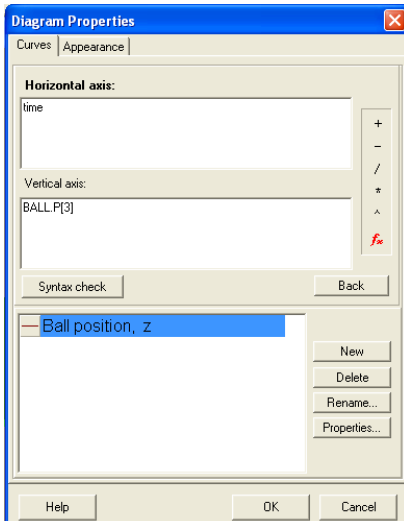 Diagram Properties
Curves Appearance
Horizontal axis:
time
+
−
/
*
^
fx
Vertical axis:
BALL.P[3]
Syntax check
Back
Ball position, z
New
Delete
Rename...
Properties...
Help
OK
Cancel